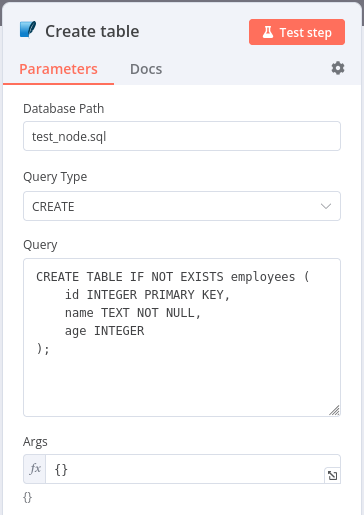 Create table
Test step
Parameters
Docs
Database Path
test_node.sql
Query Type
CREATE
Query
CREATE TABLE IF NOT EXISTS employees (
    id INTEGER PRIMARY KEY,
    name TEXT NOT NULL,
    age INTEGER
);
Args
fx {}
{}